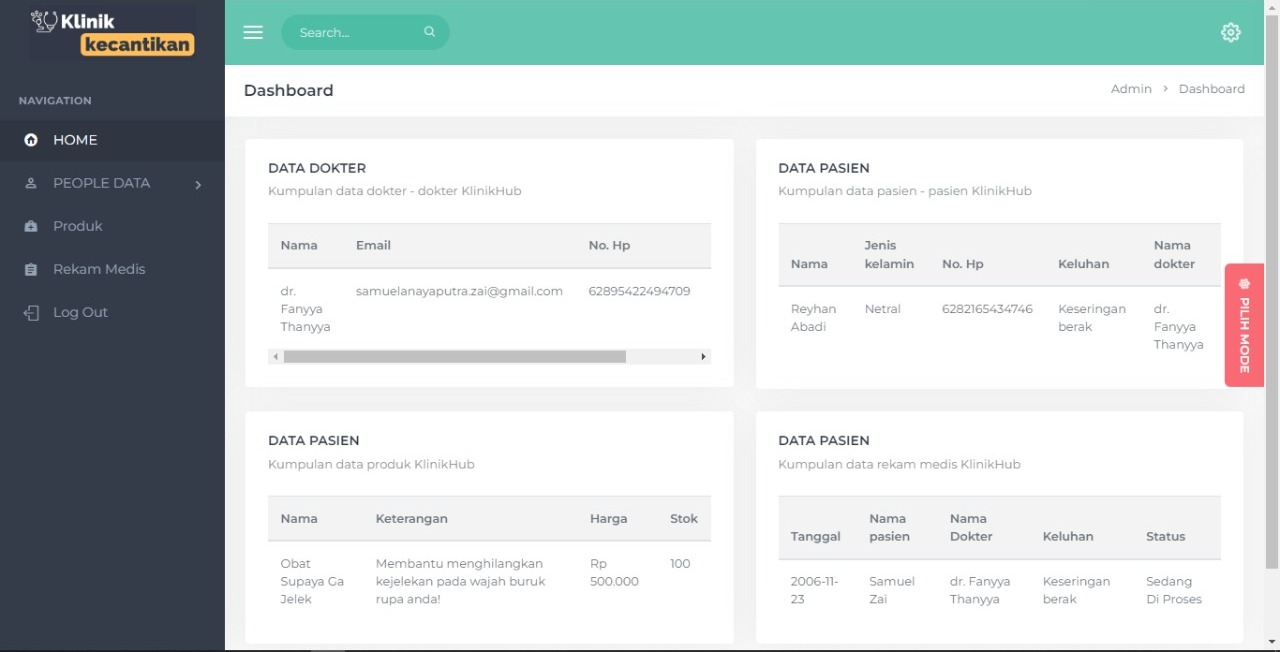 Klinik
kecantikan
Search...
NAVIGATION
HOME
PEOPLE DATA
Produk
Rekam Medis
Log Out
Dashboard
Admin > Dashboard
DATA DOKTER
Kumpulan data dokter - dokter KlinikHub
Nama Email No. Hp
dr. samuelanayaputra.zai@gmail.com 62895422494709
Fanyya
Thanyya
DATA PASIEN
Kumpulan data pasien - pasien KlinikHub
Jenis Nama
Nama kelamin No. Hp Keluhan dokter
Reyhan Netral 6282165434746 Keseringan dr.
Abadi berak Fanyya
Thanyya
PILIH MODE
DATA PASIEN
Kumpulan data produk KlinikHub
Nama Keterangan Harga Stok
Obat Membantu menghilangkan Rp 100
Supaya Ga kejelekan pada wajah buruk 500.000
Jelek rupa anda!
DATA PASIEN
Kumpulan data rekam medis KlinikHub
Nama Nama
Tanggal pasien Dokter Keluhan Status
2006-11- Samuel dr. Fanyya Keseringan Sedang
23 Zai Thanyya berak Di Proses